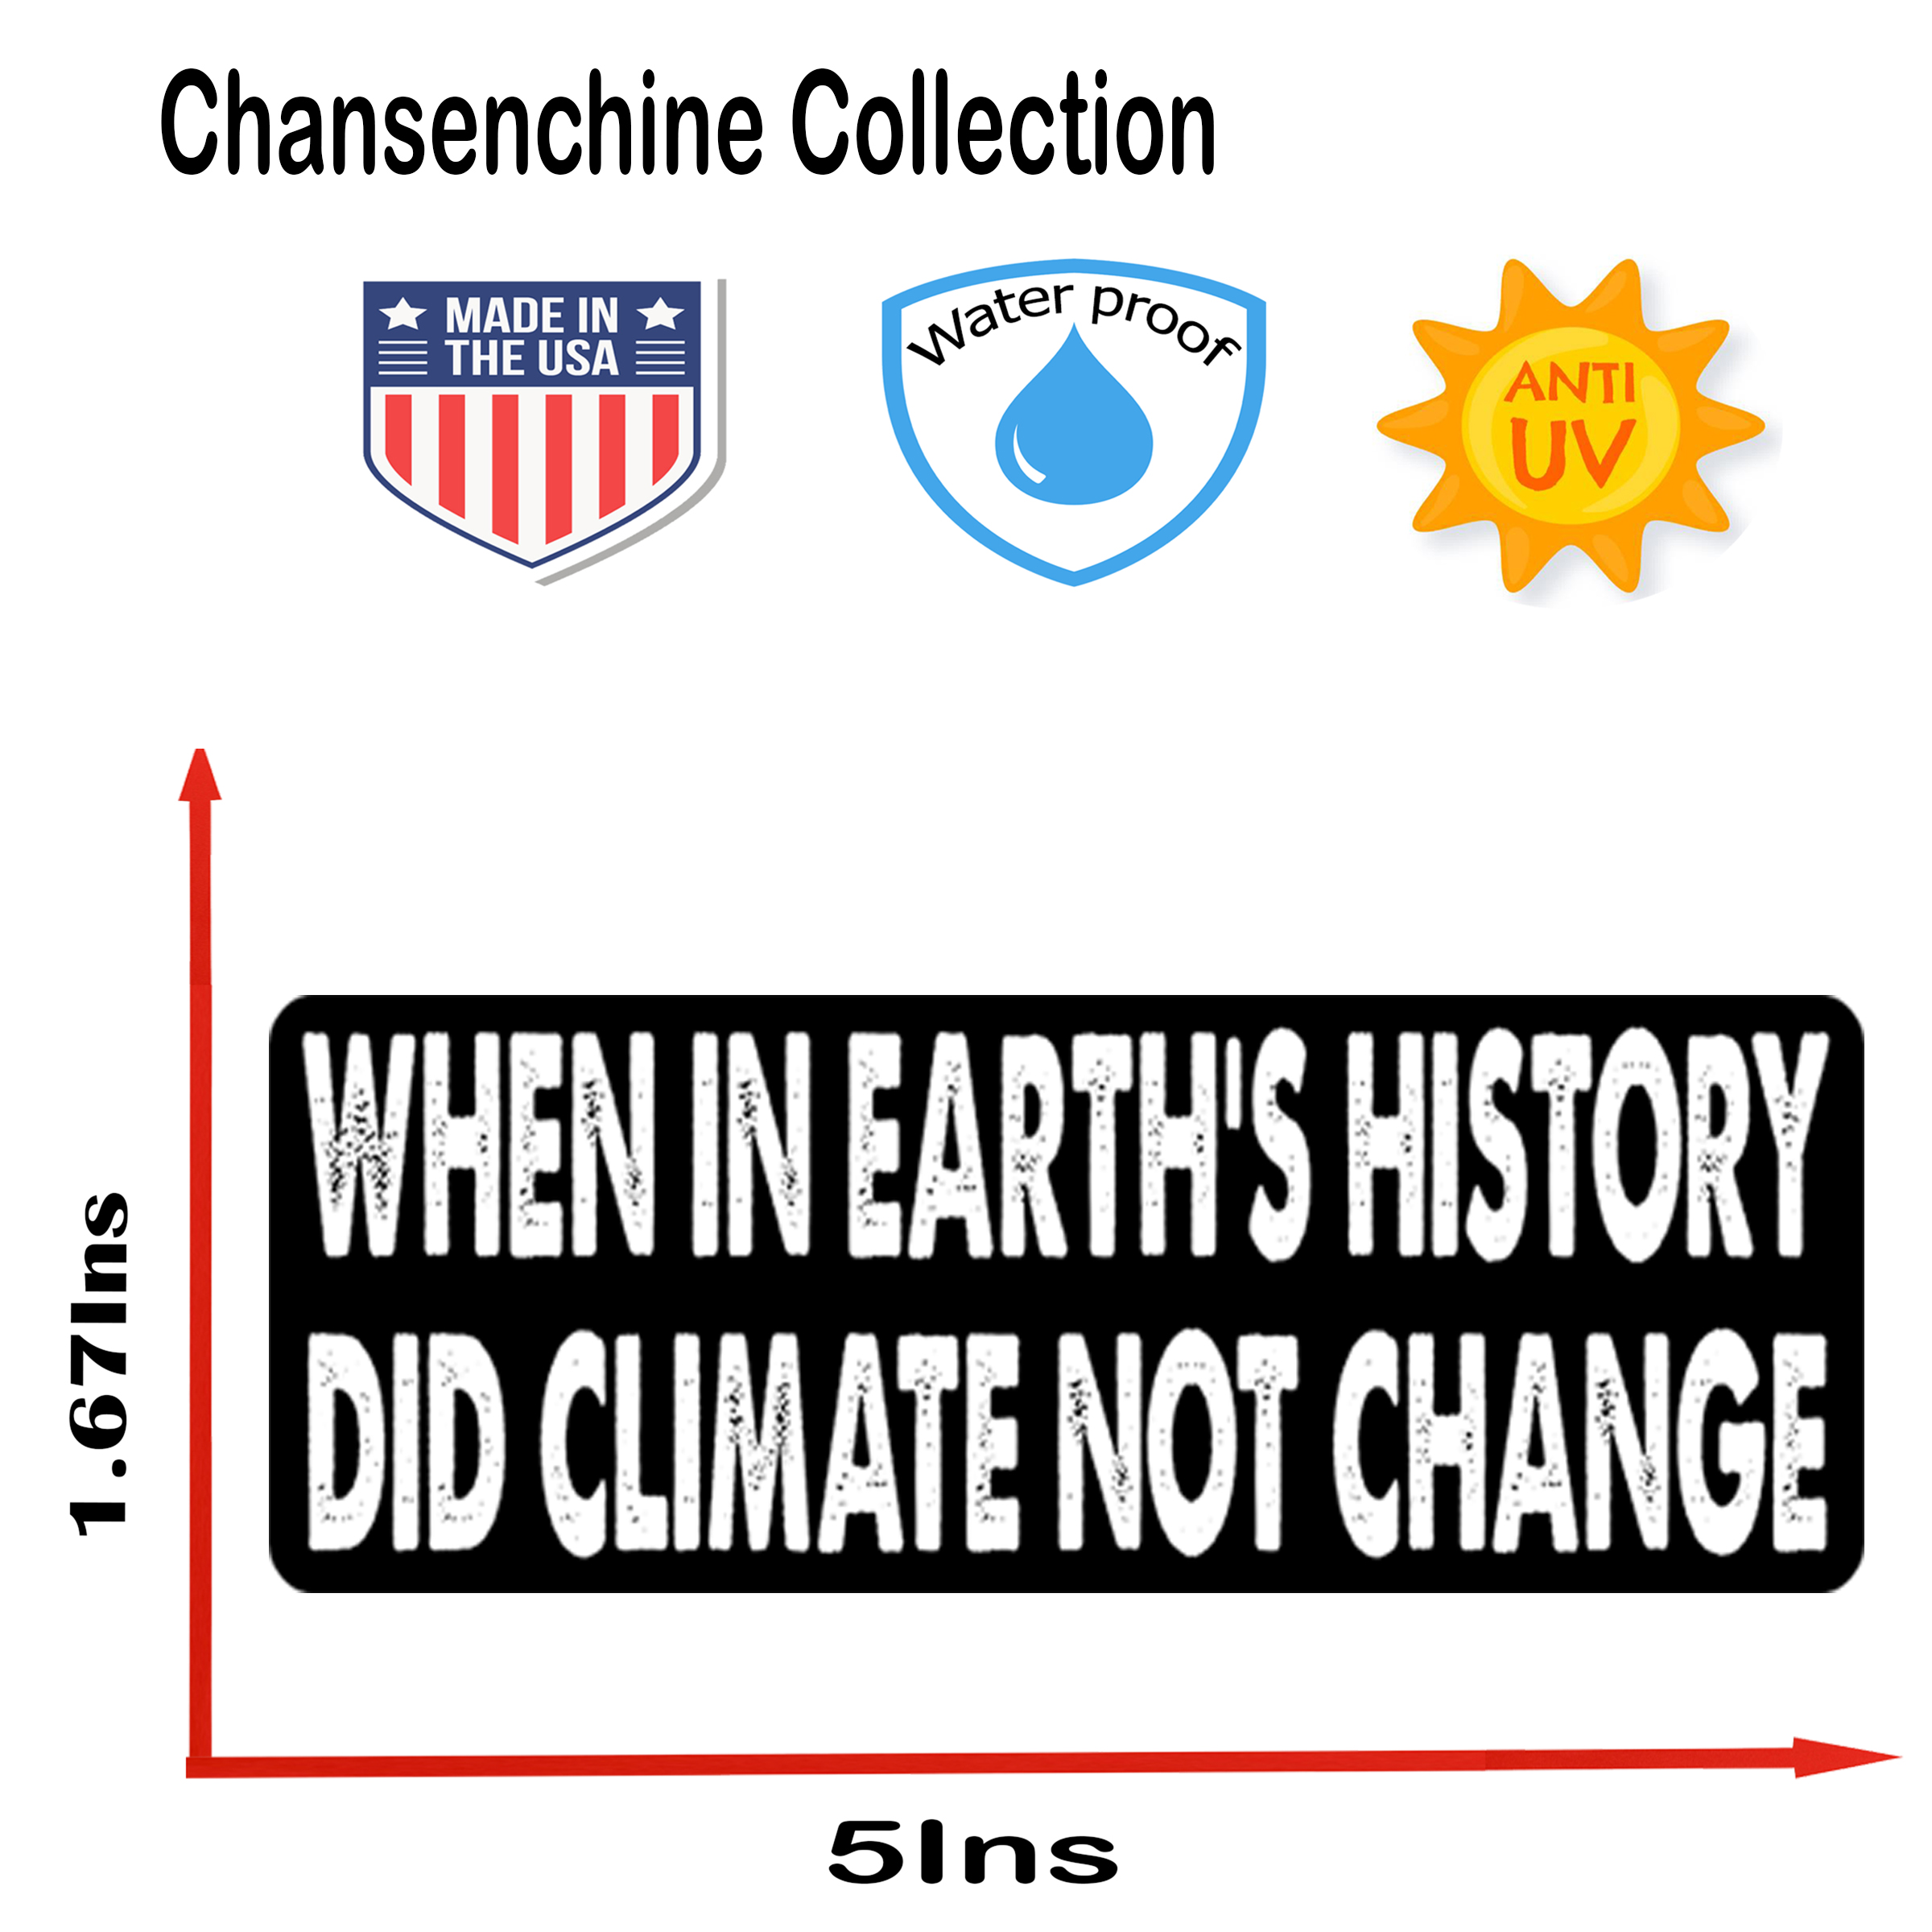 Chansenchine Collection
MADE IN
THE USA
Water proof
ANTI
UV
WHEN IN EARTH'S HISTORY
DID CLIMATE NOT CHANGE
1.67Ins
5Ins